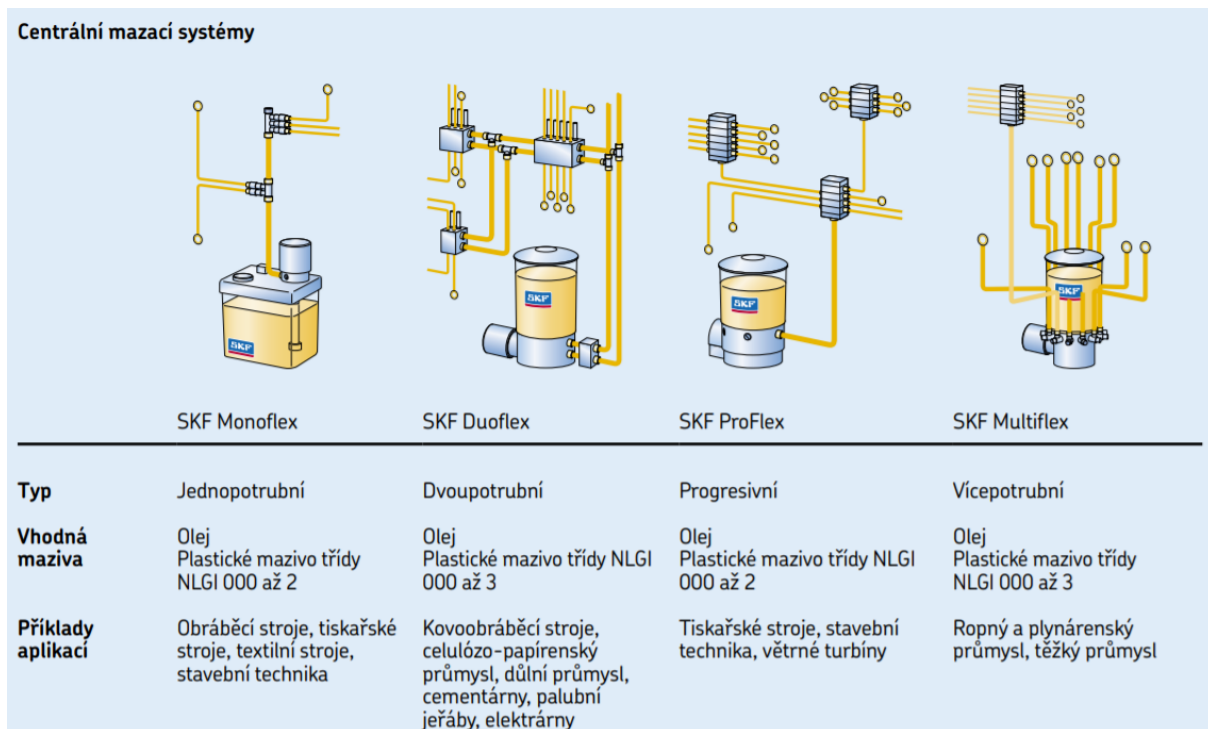 Centrální mazací systémy
SKF
SKF
SKF
SKF
SKF Monoflex
SKF Duoflex
SKF ProFlex
SKF Multiflex
Typ
Jednopotrubní
Dvoupotrubní
Progresivní
Vícepotrubní
Vhodná
maziva
Olej
Plastické mazivo třídy
NLGI 000 až 2
Olej
Plastické mazivo třídy NLGI
000 až 3
Olej
Plastické mazivo třídy NLGI
000 až 2
Olej
Plastické mazivo třídy
NLGI 000 až 3
Příklady
aplikací
Obráběcí stroje, tiskařské
stroje, textilní stroje,
stavební technika
Kovoobráběcí stroje,
celulózo-papírenský
průmysl, důlní průmysl,
cementárny, palubní
jeřáby, elektrárny
Tiskařské stroje, stavební
technika, větrné turbíny
Ropný a plynárenský
průmysl, těžký průmysl